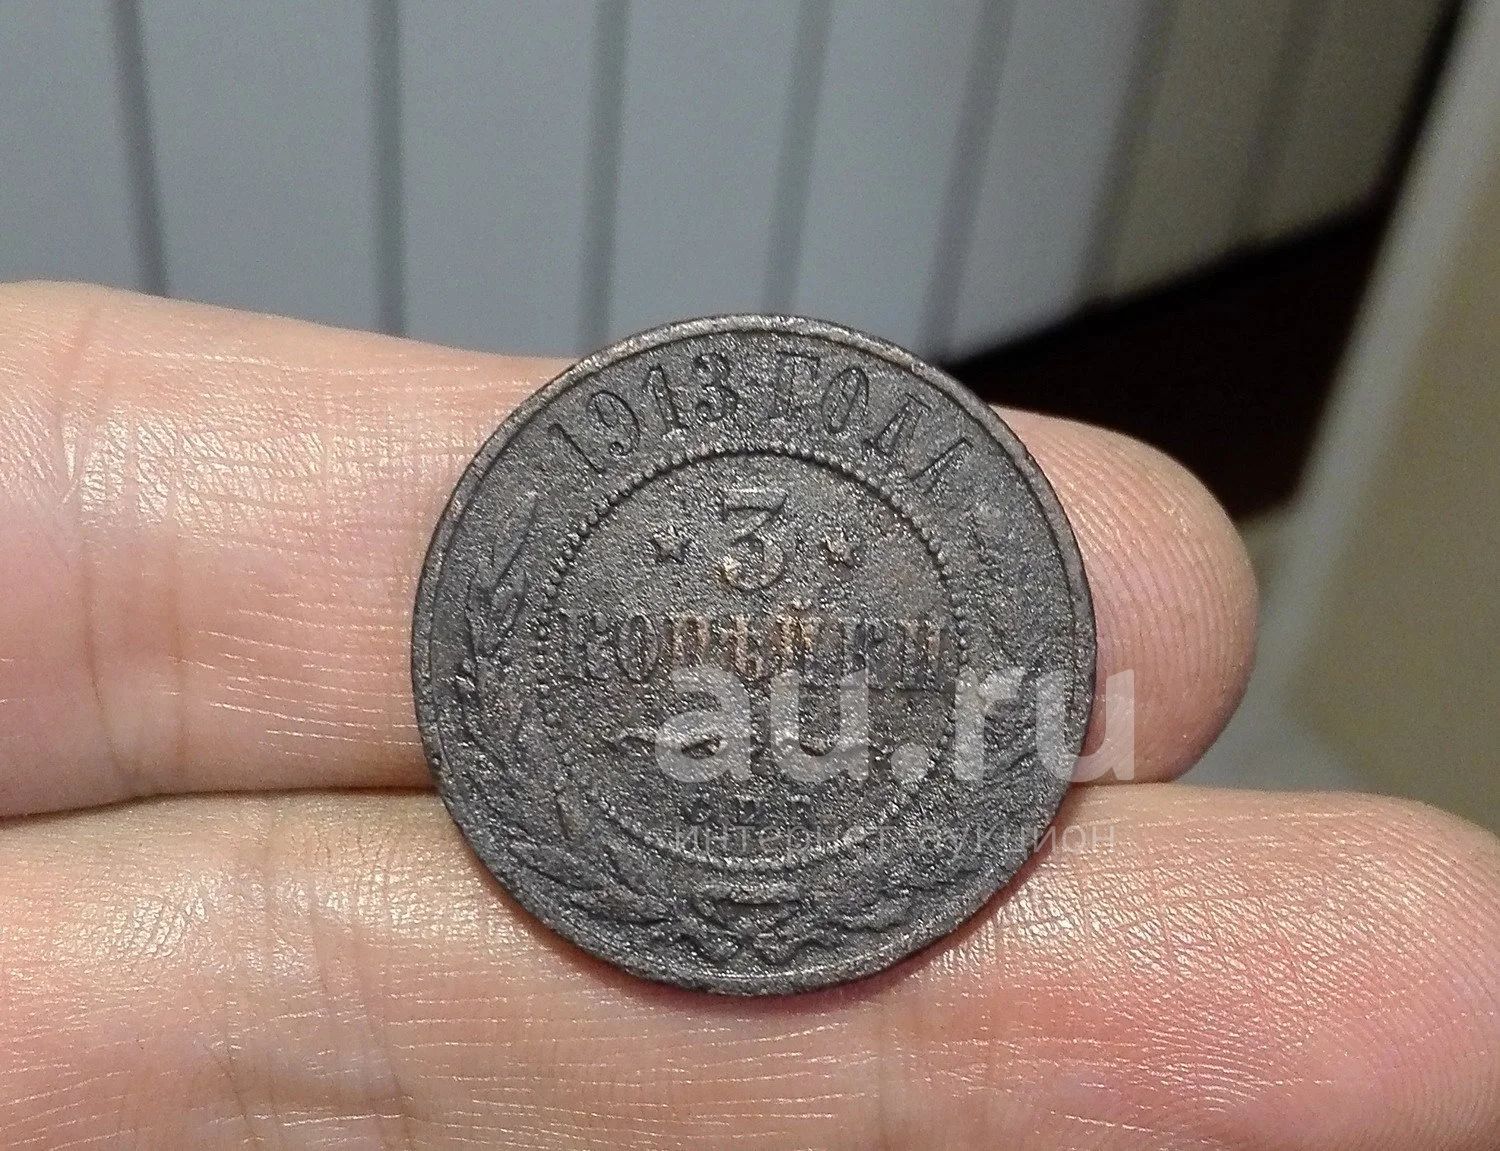 1913 ГОДА
3
КОПѢЙКИ
СПБ
au.ru
интернет-аукцион